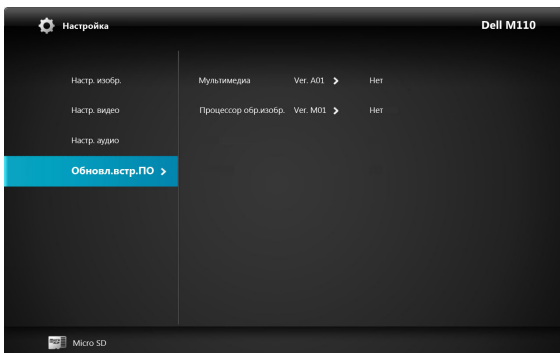 Настройка Dell M110
Настр. изобр.
Мультимедиа Ver. A01 Нет
Настр. видео
Процессор обр.изобр. Ver. M01 Нет
Настр. аудио
Обновл.встр.ПО
Micro SD